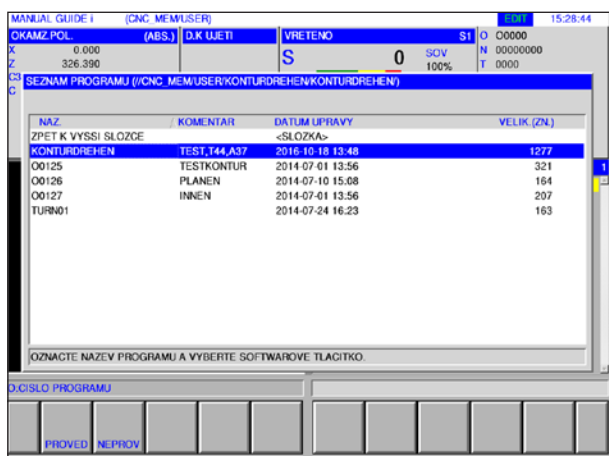 MANUAL GUIDE i (CNC_MEM/USER) EDIT 15:28:44
OKAMZ.POL. (ABS.) D.K UJETI VRETENO S1 O O0000
X 0.000 S 0 SOV 100% N 00000000
Z 326.390 T 0000
C3 SEZNAM PROGRAMU (//CNC_MEM/USER/KONTURDREHEN/KONTURDREHEN/)
C
NAZ. KOMENTAR DATUM UPRAVY VELIK.(ZN.)
ZPET K VYSSI SLOZCE <SLOZKA>
KONTURDREHEN TEST,T44,A37 2016-10-18 13:48 1277
O0125 TESTKONTUR 2014-07-01 13:56 321
O0126 PLANEN 2014-07-10 15:08 164
O0127 INNEN 2014-07-01 13:56 207
TURN01 2014-07-24 16:23 163
1
OZNACTE NAZEV PROGRAMU A VYBERTE SOFTWAROVE TLACITKO.
O:CISLO PROGRAMU
PROVED NEPROV